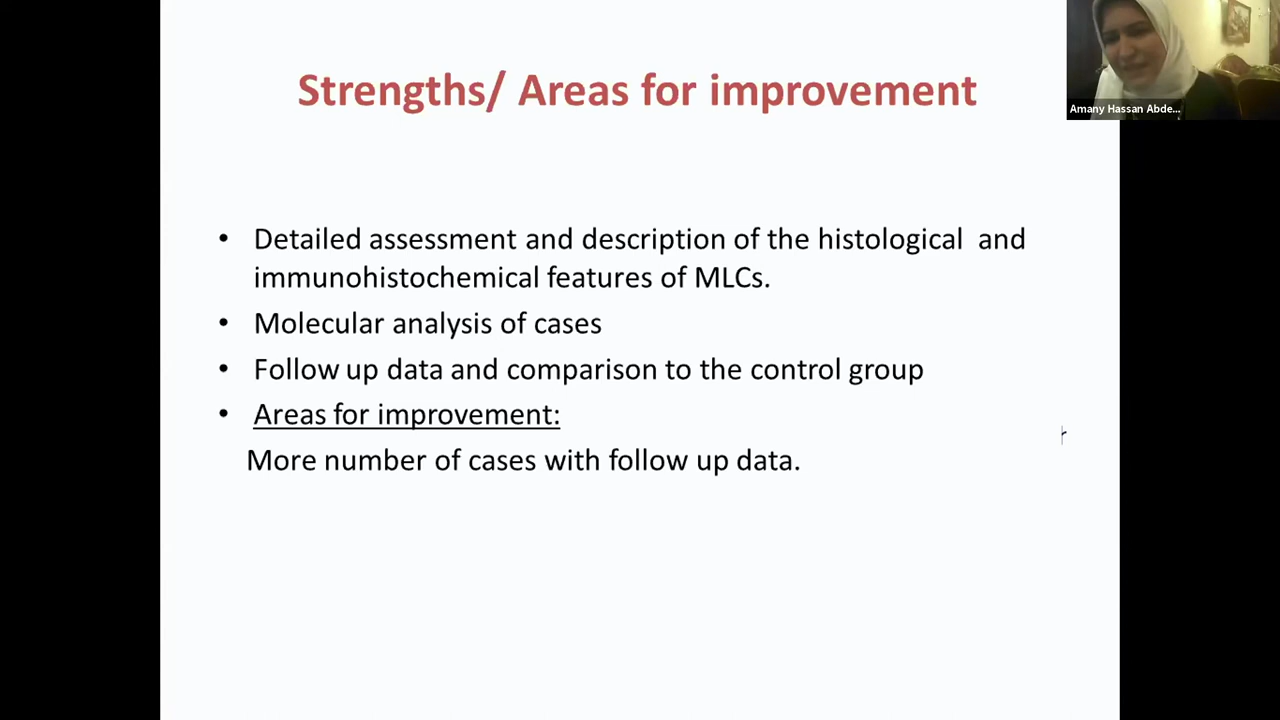 Strengths/ Areas for improvement
Amany Hassan Abde...
• Detailed assessment and description of the histological and
immunohistochemical features of MLCs.
• Molecular analysis of cases
• Follow up data and comparison to the control group
• Areas for improvement:
More number of cases with follow up data.